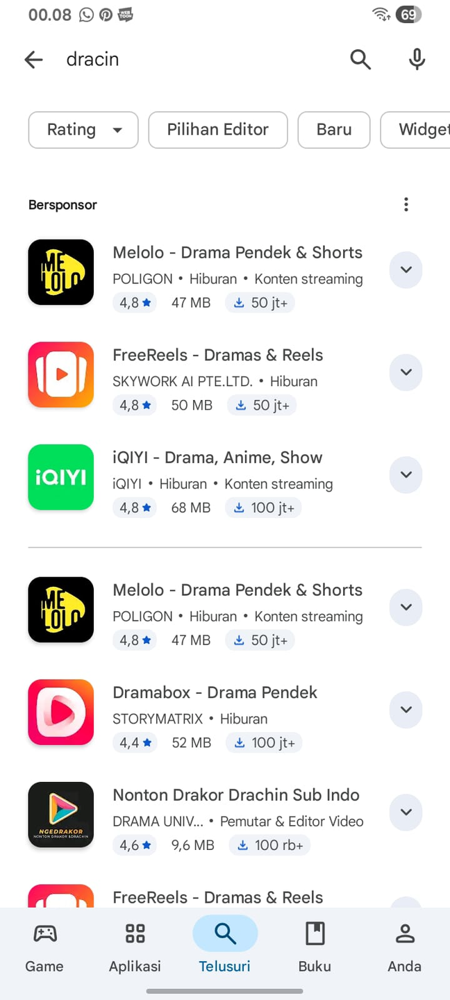 00.08 WEB TOON 69
dracin
Rating Pilihan Editor Baru Widget
Bersponsor
ME LOLO
Melolo - Drama Pendek & Shorts
POLIGON • Hiburan • Konten streaming
4,8 47 MB 50 jt+
FreeReels - Dramas & Reels
SKYWORK AI PTE.LTD. • Hiburan
4,8 50 MB 50 jt+
iQIYI
iQIYI - Drama, Anime, Show
iQIYI • Hiburan • Konten streaming
4,8 68 MB 100 jt+
ME LOLO
Melolo - Drama Pendek & Shorts
POLIGON • Hiburan • Konten streaming
4,8 47 MB 50 jt+
Dramabox - Drama Pendek
STORYMATRIX • Hiburan
4,4 52 MB 100 jt+
NGEDRAKOR
NONTON DRAKOR &DRACHIN
Nonton Drakor Drachin Sub Indo
DRAMA UNIV... • Pemutar & Editor Video
4,6 9,6 MB 100 rb+
FreeReels - Dramas & Reels
Game Aplikasi Telusuri Buku Anda